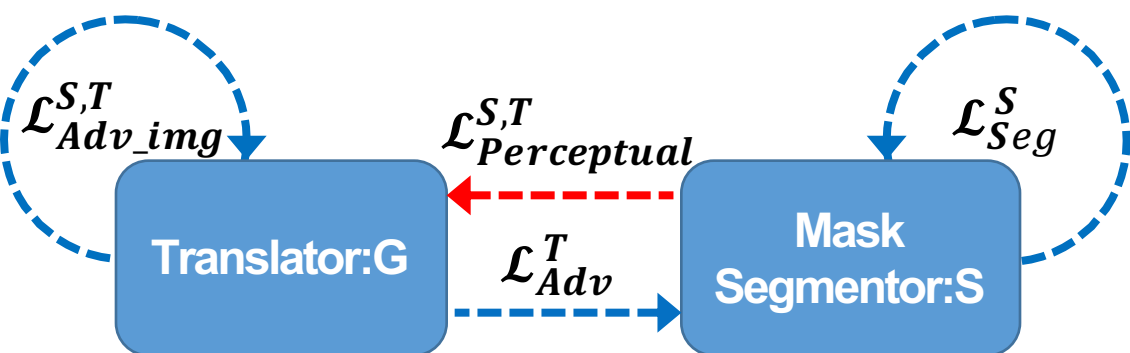 ℒ^{S,T}_{Adv_img}
ℒ^{S,T}_{Perceptual}
ℒ^{S}_{Seg}
Translator:G
ℒ^{T}_{Adv}
Mask
Segmentor:S